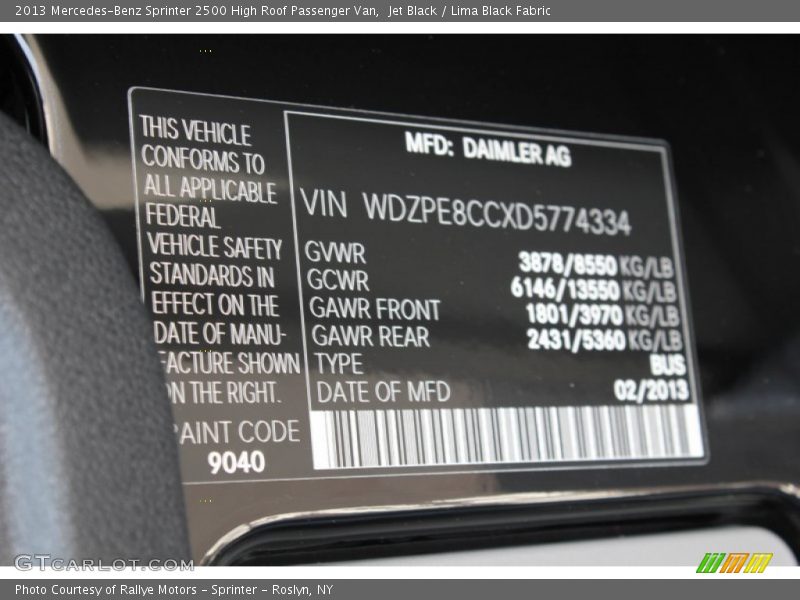 2013 Mercedes-Benz Sprinter 2500 High Roof Passenger Van, Jet Black / Lima Black Fabric
THIS VEHICLE
CONFORMS TO
ALL APPLICABLE
FEDERAL
VEHICLE SAFETY
STANDARDS IN
EFFECT ON THE
DATE OF MANU-
FACTURE SHOWN
ON THE RIGHT.
PAINT CODE
9040
MFD: DAIMLER AG
VIN WDZPE8CCXD5774334
GVWR 3878/8550 KG/LB
GCWR 6146/13550 KG/LB
GAWR FRONT 1801/3970 KG/LB
GAWR REAR 2431/5360 KG/LB
TYPE BUS
DATE OF MFD 02/2013
GTcarlot.com
Photo Courtesy of Rallye Motors - Sprinter - Roslyn, NY